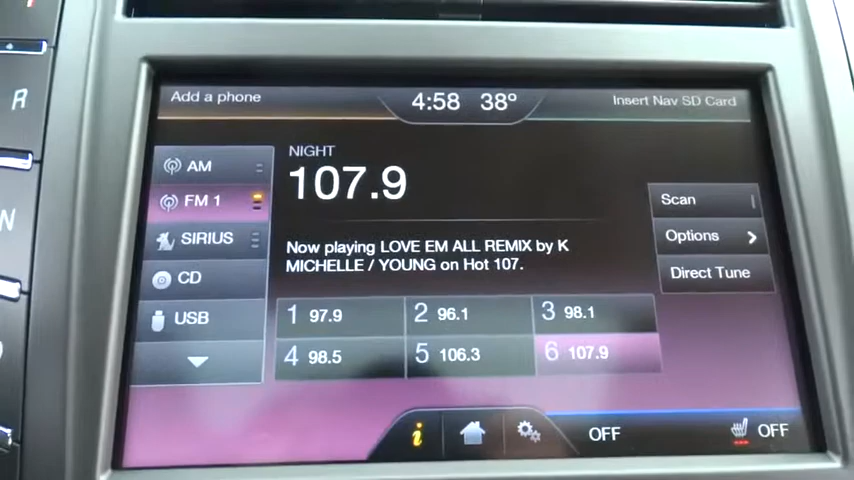 Add a phone
4:58 38°
Insert Nav SD Card
AM
FM 1
SIRIUS
CD
USB
NIGHT
107.9
Now playing LOVE EM ALL REMIX by K
MICHELLE / YOUNG on Hot 107.
Scan
Options
Direct Tune
1 97.9
2 96.1
3 98.1
4 98.5
5 106.3
6 107.9
i
OFF
OFF
R
N